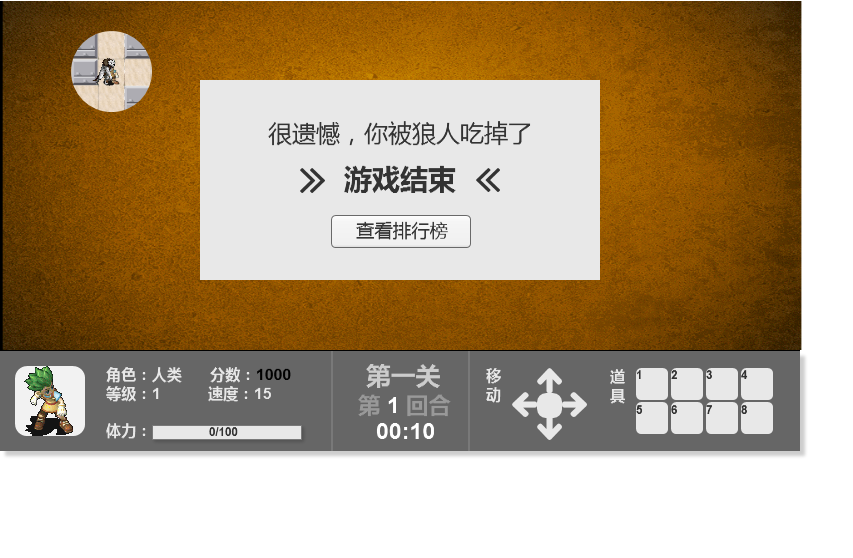 很遗憾，你被狼人吃掉了
游戏结束
查看排行榜
角色：人类 分数：1000
等级：1 速度：15
体力： 0/100
第一关
第 1 回合
00:10
移动
道具
1 2 3 4
5 6 7 8